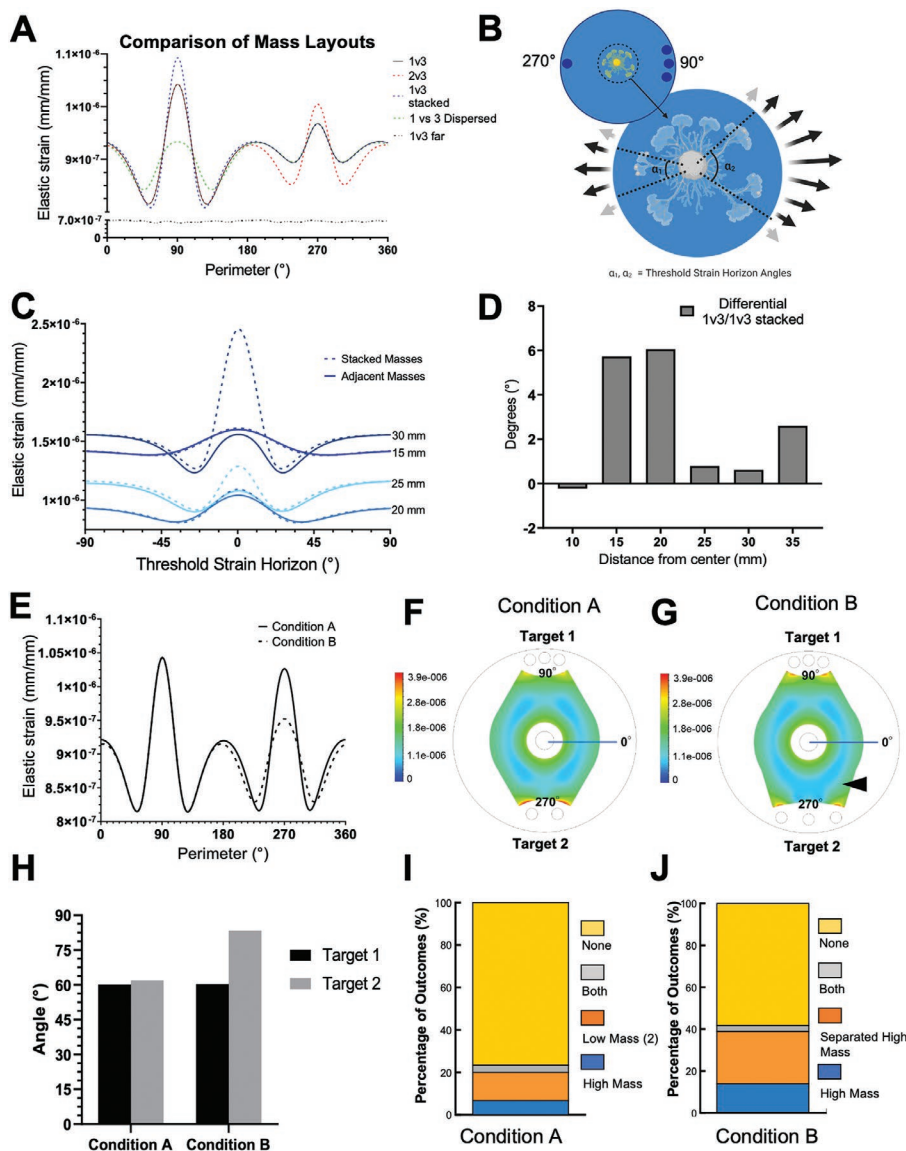 A
Comparison of Mass Layouts
Elastic strain (mm/mm)
1.1×10⁻⁶
1×10⁻⁶
9×10⁻⁷
7.0×10⁻⁷
0
0 90 180 270 360
Perimeter (°)
1v3
2v3
1v3
stacked
1 vs 3 Dispersed
1v3 far
B
270°
90°
α₁
α₂
α₁, α₂ = Threshold Strain Horizon Angles
C
Elastic strain (mm/mm)
2.5×10⁻⁶
2×10⁻⁶
1.5×10⁻⁶
1×10⁻⁶
-90 -45 0 45 90
Threshold Strain Horizon (°)
Stacked Masses
Adjacent Masses
30 mm
15 mm
25 mm
20 mm
D
Differential
1v3/1v3 stacked
Degrees (°)
8
6
4
2
0
-2
10 15 20 25 30 35
Distance from center (mm)
E
Elastic strain (mm/mm)
1.1×10⁻⁶
1.05×10⁻⁶
1×10⁻⁶
9.5×10⁻⁷
9×10⁻⁷
8.5×10⁻⁷
8×10⁻⁷
0 90 180 270 360
Perimeter (°)
Condition A
Condition B
F
Condition A
Target 1
3.9e-006
2.6e-006
1.8e-006
1.1e-006
0
90°
0°
270°
Target 2
G
Condition B
Target 1
3.9e-006
2.6e-006
1.8e-006
1.1e-006
0
90°
0°
270°
Target 2
H
Angle (°)
90
75
60
45
30
15
0
Condition A Condition B
Target 1
Target 2
I
Percentage of Outcomes (%)
100
80
60
40
20
0
Condition A
None
Both
Low Mass (2)
High Mass
J
Percentage of Outcomes (%)
100
80
60
40
20
0
Condition B
None
Both
Separated High
Mass
High Mass